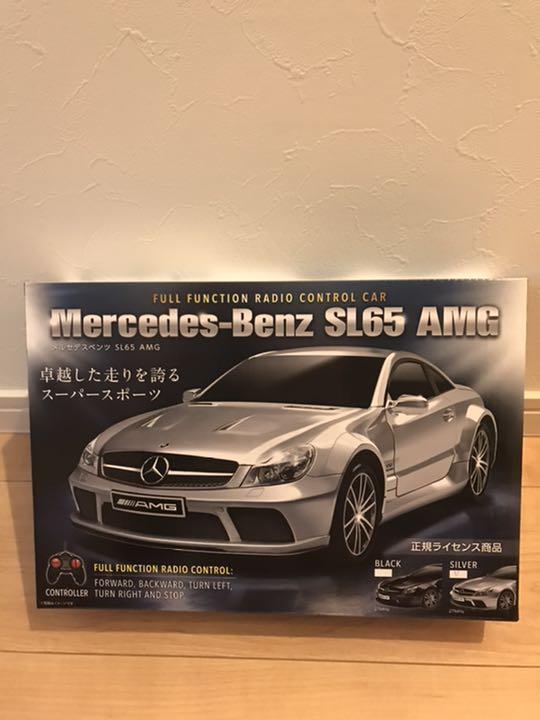 FULL FUNCTION RADIO CONTROL CAR
Mercedes-Benz SL65 AMG
メルセデスベンツ SL65 AMG
卓越した走りを誇る
スーパースポーツ
AMG
正規ライセンス商品
BLACK
SILVER
CONTROLLER
FULL FUNCTION RADIO CONTROL:
FORWARD, BACKWARD, TURN LEFT,
TURN RIGHT AND STOP